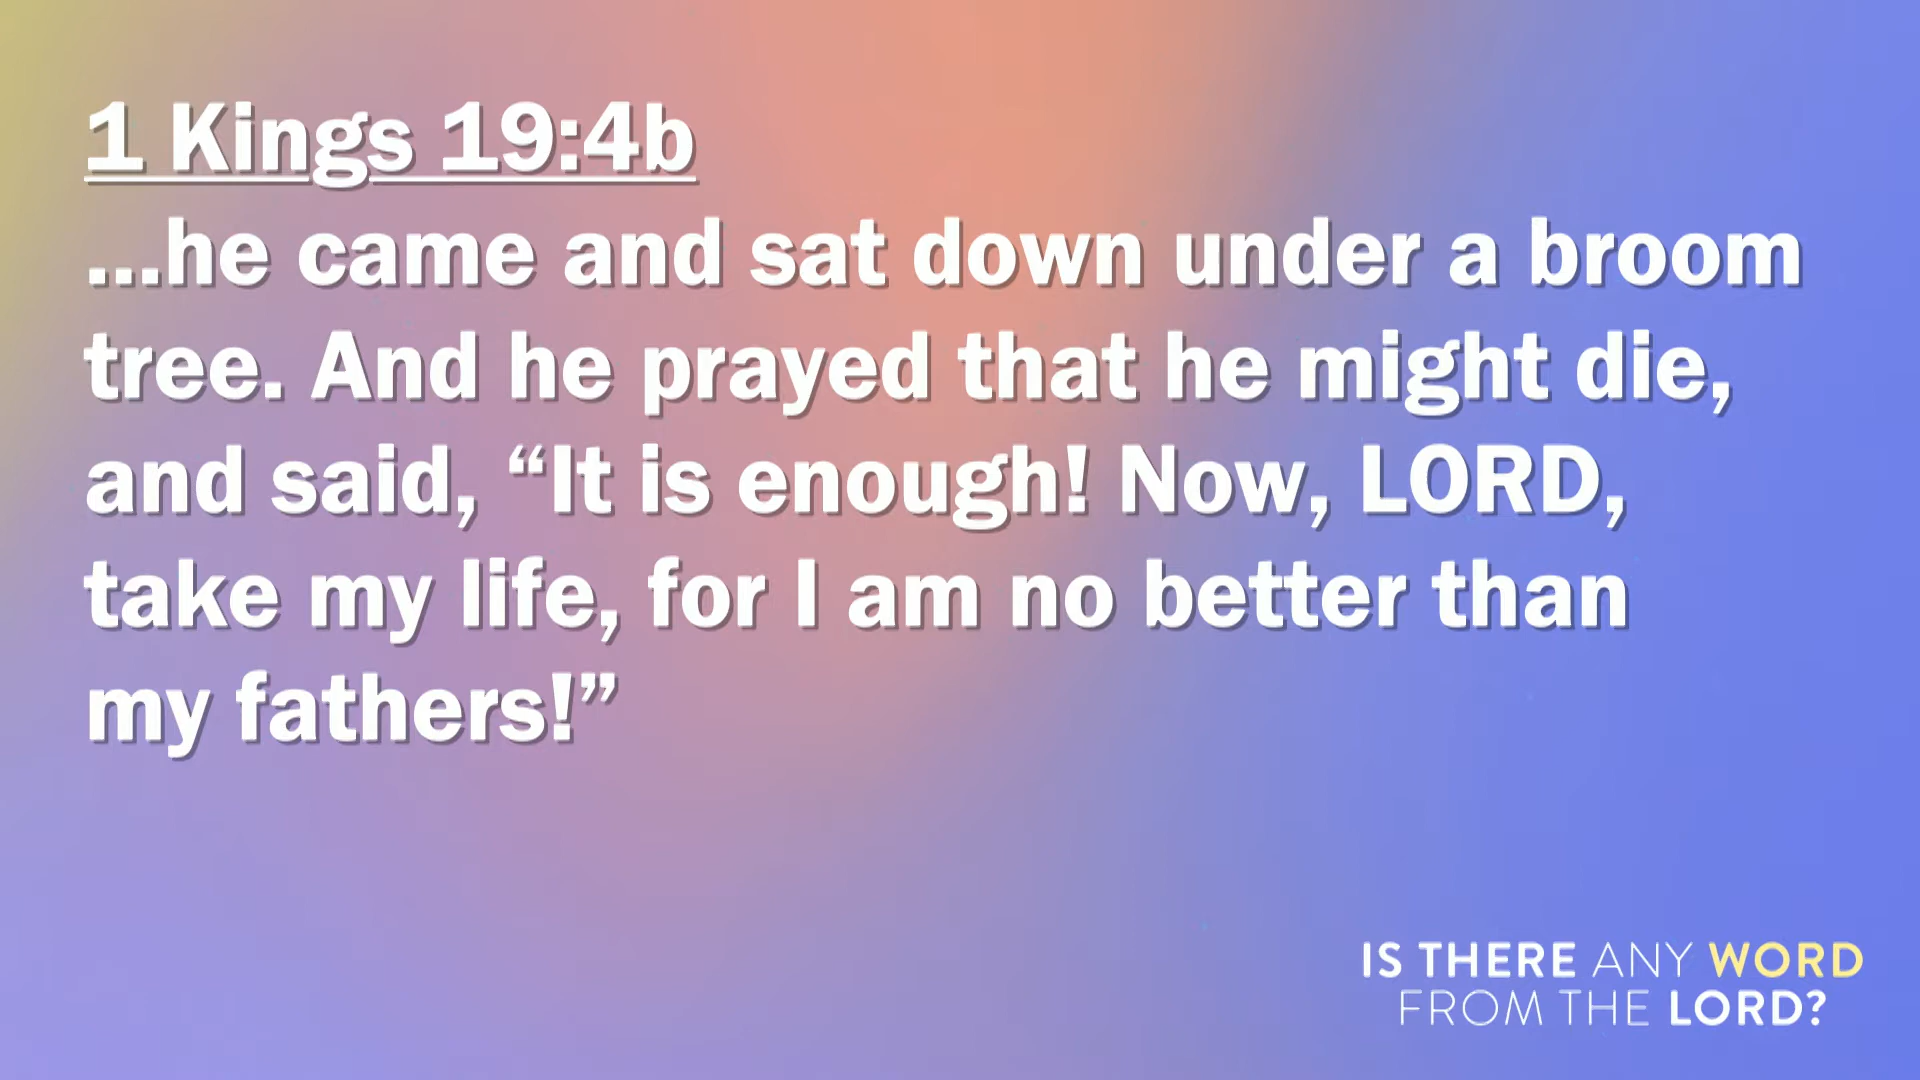 1 Kings 19:4b
...he came and sat down under a broom
tree. And he prayed that he might die,
and said, “It is enough! Now, LORD,
take my life, for I am no better than
my fathers!”
IS THERE ANY WORD
FROM THE LORD?